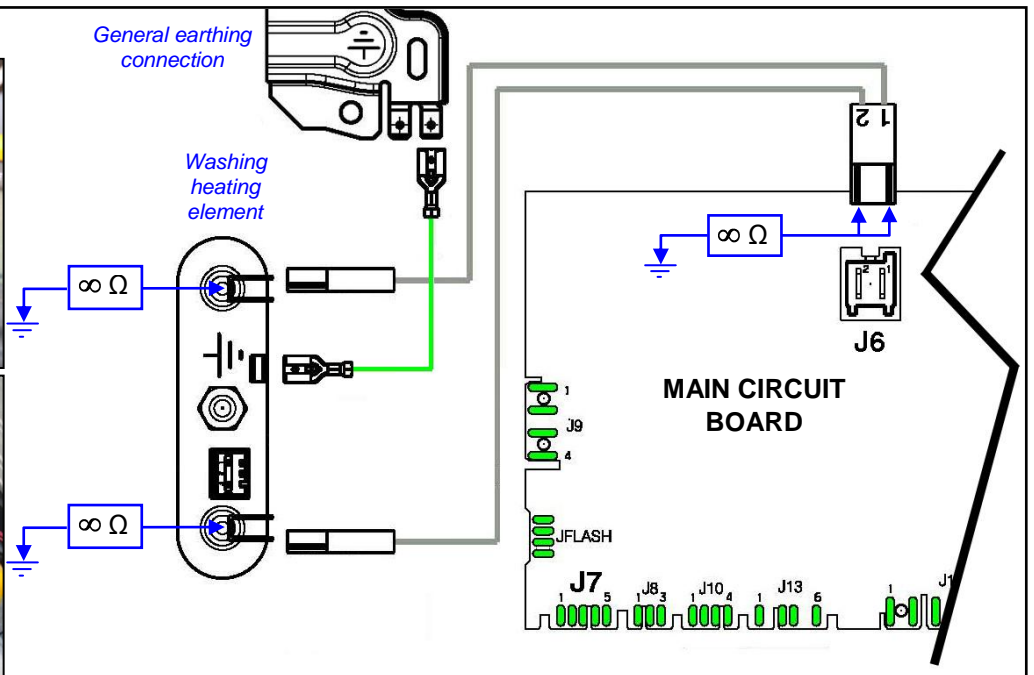 General earthing
connection
Washing
heating
element
∞ Ω
∞ Ω
∞ Ω
2 1
2 1
J6
MAIN CIRCUIT
BOARD
1
J9
4
JFLASH
J7
1 5
J8
1 3
J10
1 4
J13
1 6
J1
1